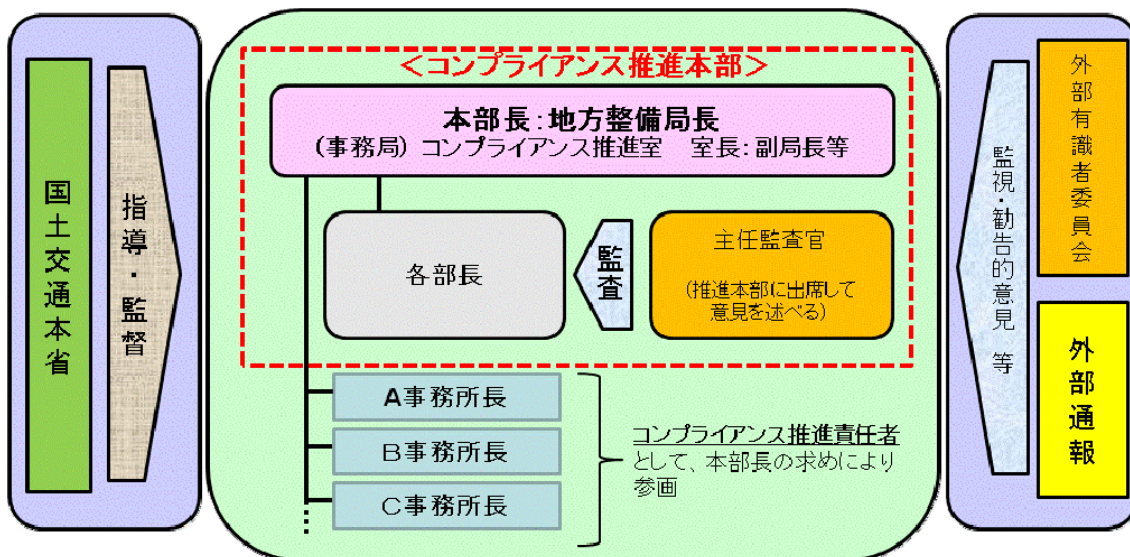 国土交通本省
指導・監督
＜コンプライアンス推進本部＞
本部長：地方整備局長
（事務局）コンプライアンス推進室　室長：副局長等
各部長
監査
主任監査官
（推進本部に出席して
意見を述べる）
A事務所長
B事務所長
C事務所長
コンプライアンス推進責任者
として、本部長の求めにより
参画
監視・勧告的意見 等
外部有識者委員会
外部通報